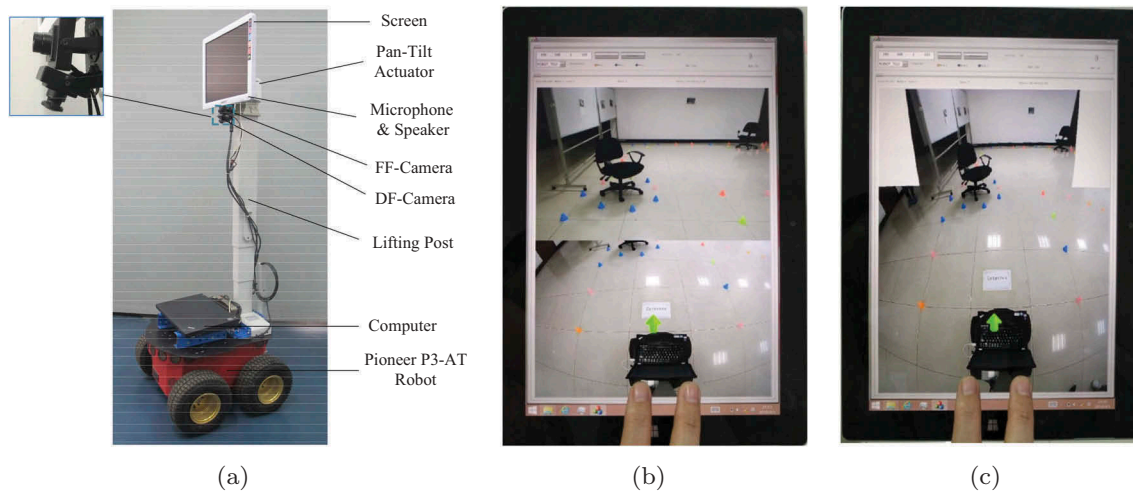 Screen
Pan-Tilt
Actuator
Microphone
& Speaker
FF-Camera
DF-Camera
Lifting Post
Computer
Pioneer P3-AT
Robot
(a)
(b)
(c)